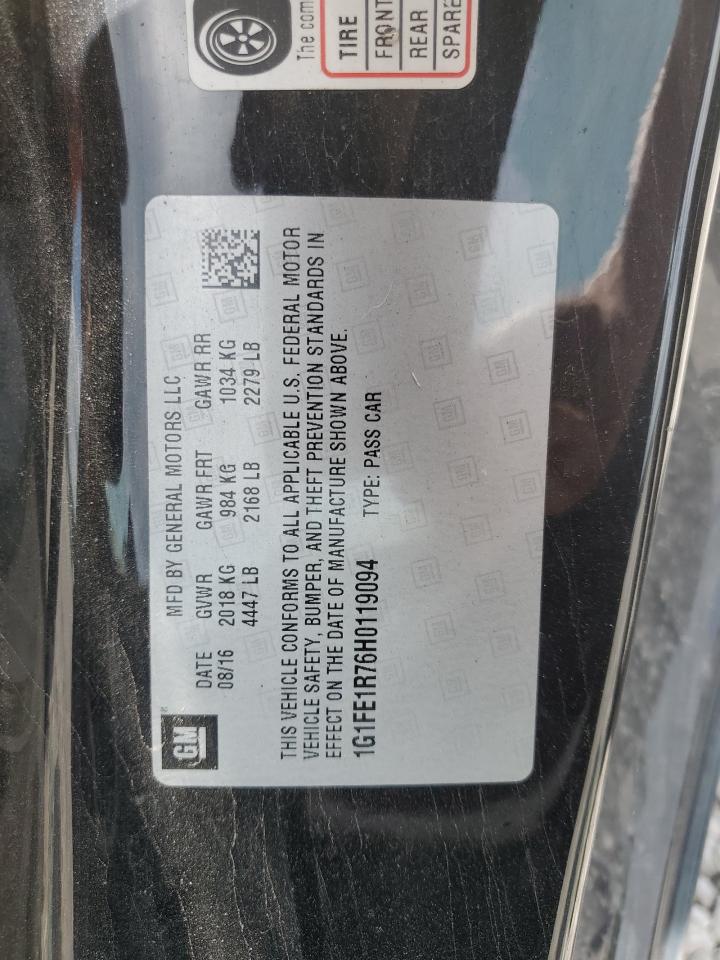 The com
TIRE
FRONT
REAR
SPARE
GM
MFD BY GENERAL MOTORS LLC
DATE GVWR GAWR FRT GAWR RR
08/16 2018 KG 984 KG 1034 KG
4447 LB 2168 LB 2279 LB
THIS VEHICLE CONFORMS TO ALL APPLICABLE U.S. FEDERAL MOTOR
VEHICLE SAFETY, BUMPER, AND THEFT PREVENTION STANDARDS IN
EFFECT ON THE DATE OF MANUFACTURE SHOWN ABOVE.
1G1FE1R76H0119094 TYPE: PASS CAR